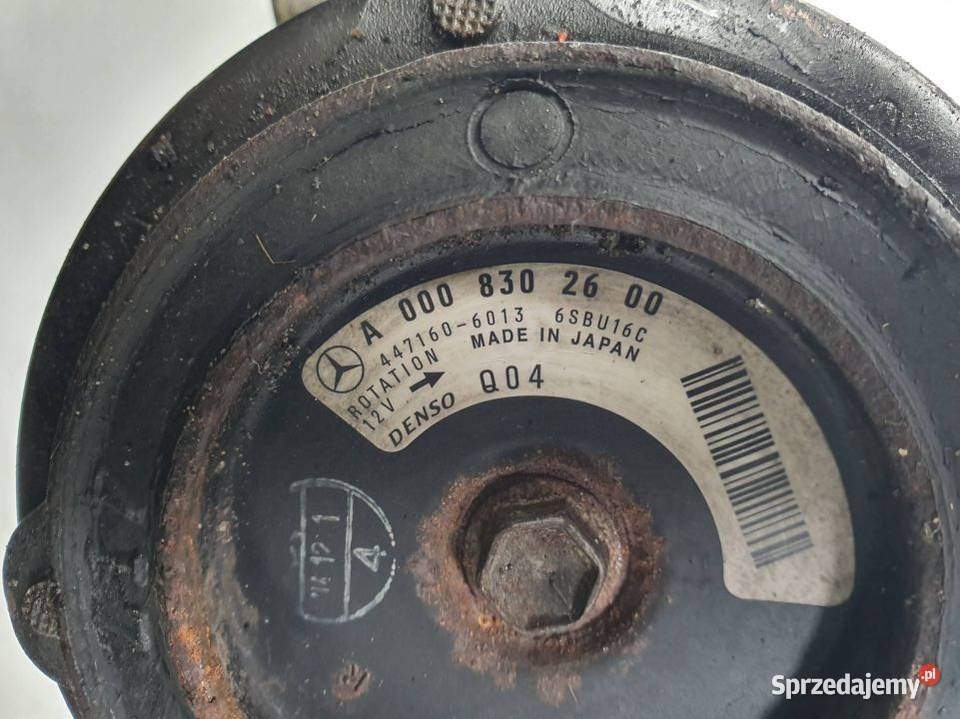 A 000 830 26 00
447160-6013 6SBU16C
ROTATION MADE IN JAPAN
12V
DENSO Q04
Sprzedajemy.pl